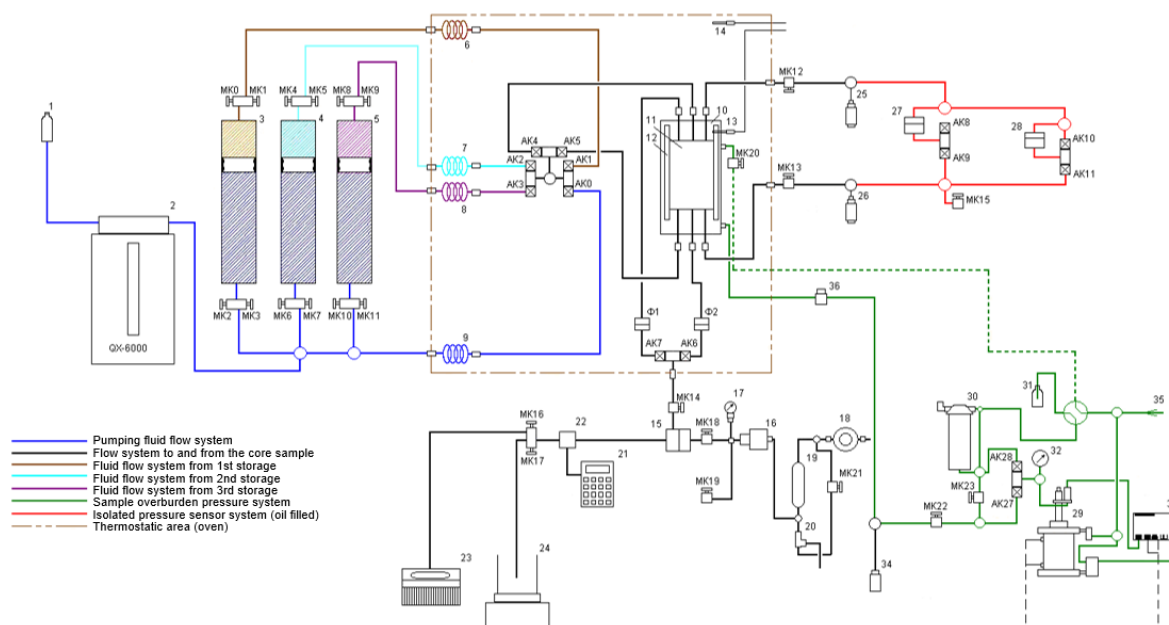 1
2
QX-6000
MK0 MK1
3
MK4 MK5
4
MK8 MK9
5
MK2 MK3
MK6 MK7
MK10 MK11
6
7
8
9
AK4 AK5
AK2 AK1
AK3 AK0
10
11
12
13
14
MK20
MK12
MK13
Ф1
Ф2
AK7 AK6
25
26
27
28
AK8
AK9
AK10
AK11
MK15
36
MK14
15
MK16
MK17
22
21
MK18
17
16
MK19
18
19
MK21
20
23
24
30
31
35
AK28
32
MK23
AK27
MK22
29
34
Pumping fluid flow system
Flow system to and from the core sample
Fluid flow system from 1st storage
Fluid flow system from 2nd storage
Fluid flow system from 3rd storage
Sample overburden pressure system
Isolated pressure sensor system (oil filled)
Thermostatic area (oven)